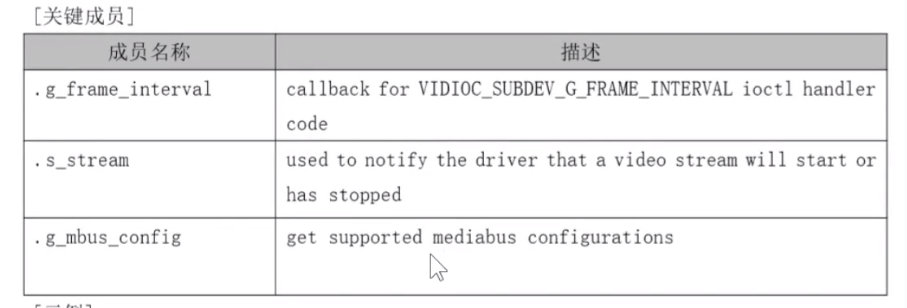 [关键成员]
成员名称 描述
.g_frame_interval callback for VIDIOC_SUBDEV_G_FRAME_INTERVAL ioctl handler
code
.s_stream used to notify the driver that a video stream will start or
has stopped
.g_mbus_config get supported mediabus configurations